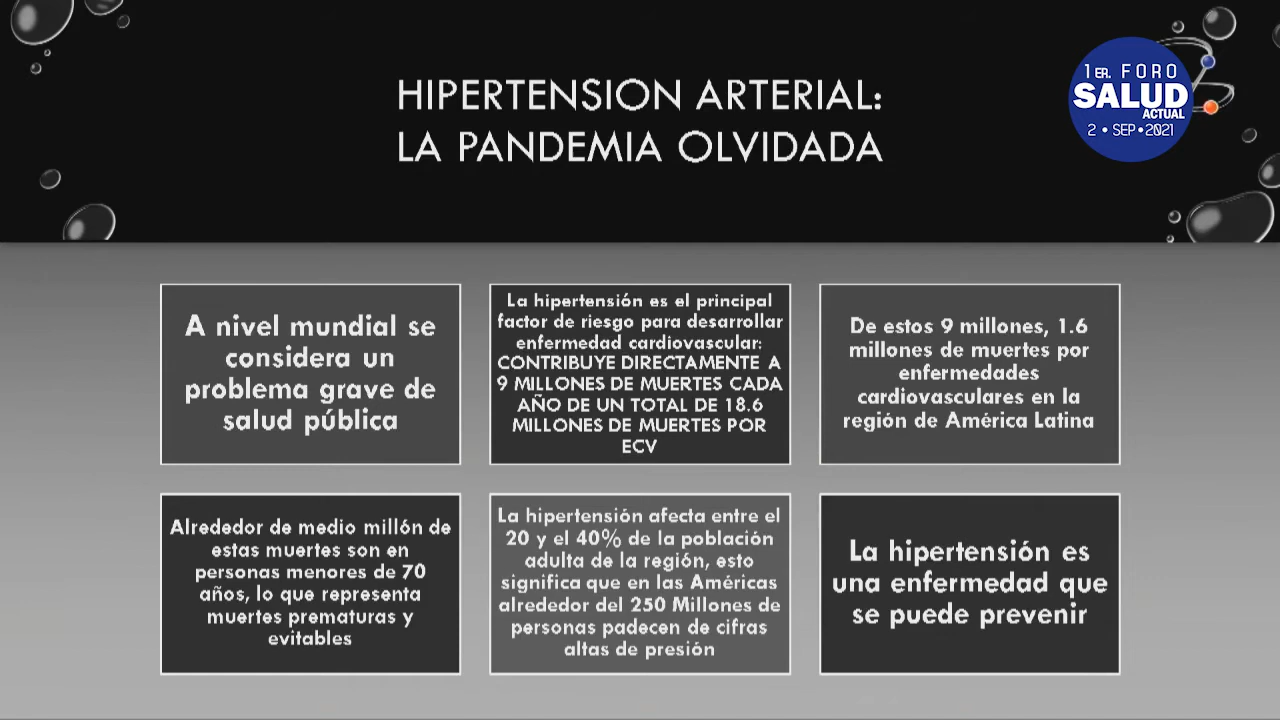 HIPERTENSION ARTERIAL:
LA PANDEMIA OLVIDADA
1ER. FORO
SALUD
ACTUAL
2 • SEP • 2021
A nivel mundial se
considera un
problema grave de
salud pública
La hipertensión es el principal
factor de riesgo para desarrollar
enfermedad cardiovascular:
CONTRIBUYE DIRECTAMENTE A
9 MILLONES DE MUERTES CADA
AÑO DE UN TOTAL DE 18.6
MILLONES DE MUERTES POR
ECV
De estos 9 millones, 1.6
millones de muertes por
enfermedades
cardiovasculares en la
región de América Latina
Alrededor de medio millón de
estas muertes son en
personas menores de 70
años, lo que representa
muertes prematuras y
evitables
La hipertensión afecta entre el
20 y el 40% de la población
adulta de la región, esto
significa que en las Américas
alrededor del 250 Millones de
personas padecen de cifras
altas de presión
La hipertensión es
una enfermedad que
se puede prevenir